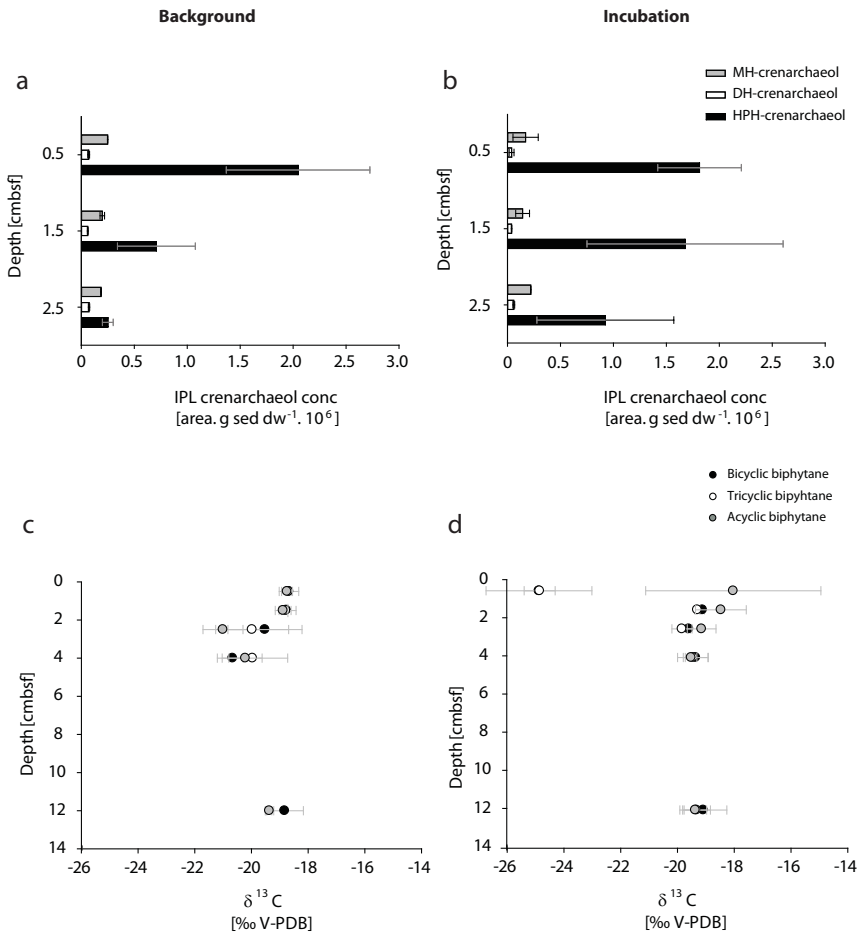 Background
Incubation
a
b
MH-crenarchaeol
DH-crenarchaeol
HPH-crenarchaeol
Depth [cmbsf]
0.5
1.5
2.5
0 0.5 1.0 1.5 2.0 2.5 3.0
IPL crenarchaeol conc
[area. g sed dw⁻¹. 10⁶]
Depth [cmbsf]
0.5
1.5
2.5
0 0.5 1.0 1.5 2.0 2.5 3.0
IPL crenarchaeol conc
[area. g sed dw⁻¹. 10⁶]
Bicyclic biphytane
Tricyclic bipyhtane
Acyclic biphytane
c
d
Depth [cmbsf]
0
2
4
6
8
10
12
14
-26 -24 -22 -20 -18 -16 -14
δ ¹³ C
[‰ V-PDB]
Depth [cmbsf]
0
2
4
6
8
10
12
14
-26 -24 -22 -20 -18 -16 -14
δ ¹³ C
[‰ V-PDB]